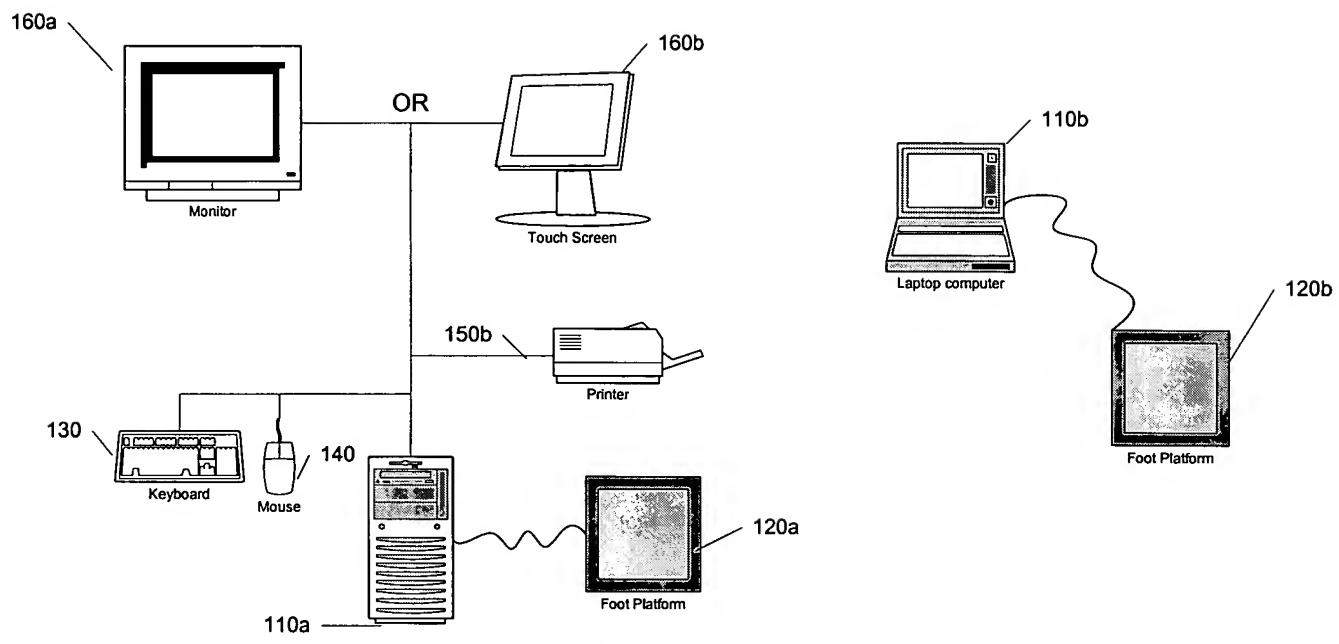 160a
160b
OR
110b
Monitor
Touch Screen
Laptop computer
120b
150b
Printer
Foot Platform
130
140
Keyboard
Mouse
120a
Foot Platform
110a